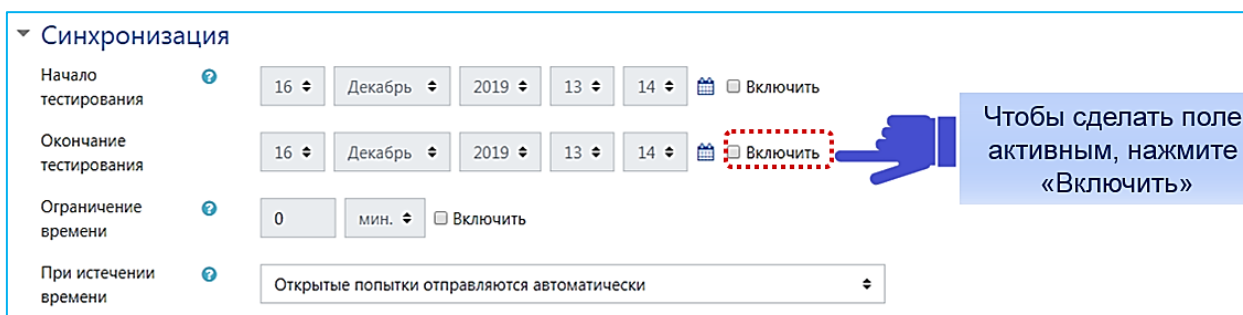 Синхронизация
Начало
тестирования
16 Декабрь 2019 13 14 Включить
Окончание
тестирования
16 Декабрь 2019 13 14 Включить
Чтобы сделать поле
активным, нажмите
«Включить»
Ограничение
времени
0 мин. Включить
При истечении
времени
Открытые попытки отправляются автоматически